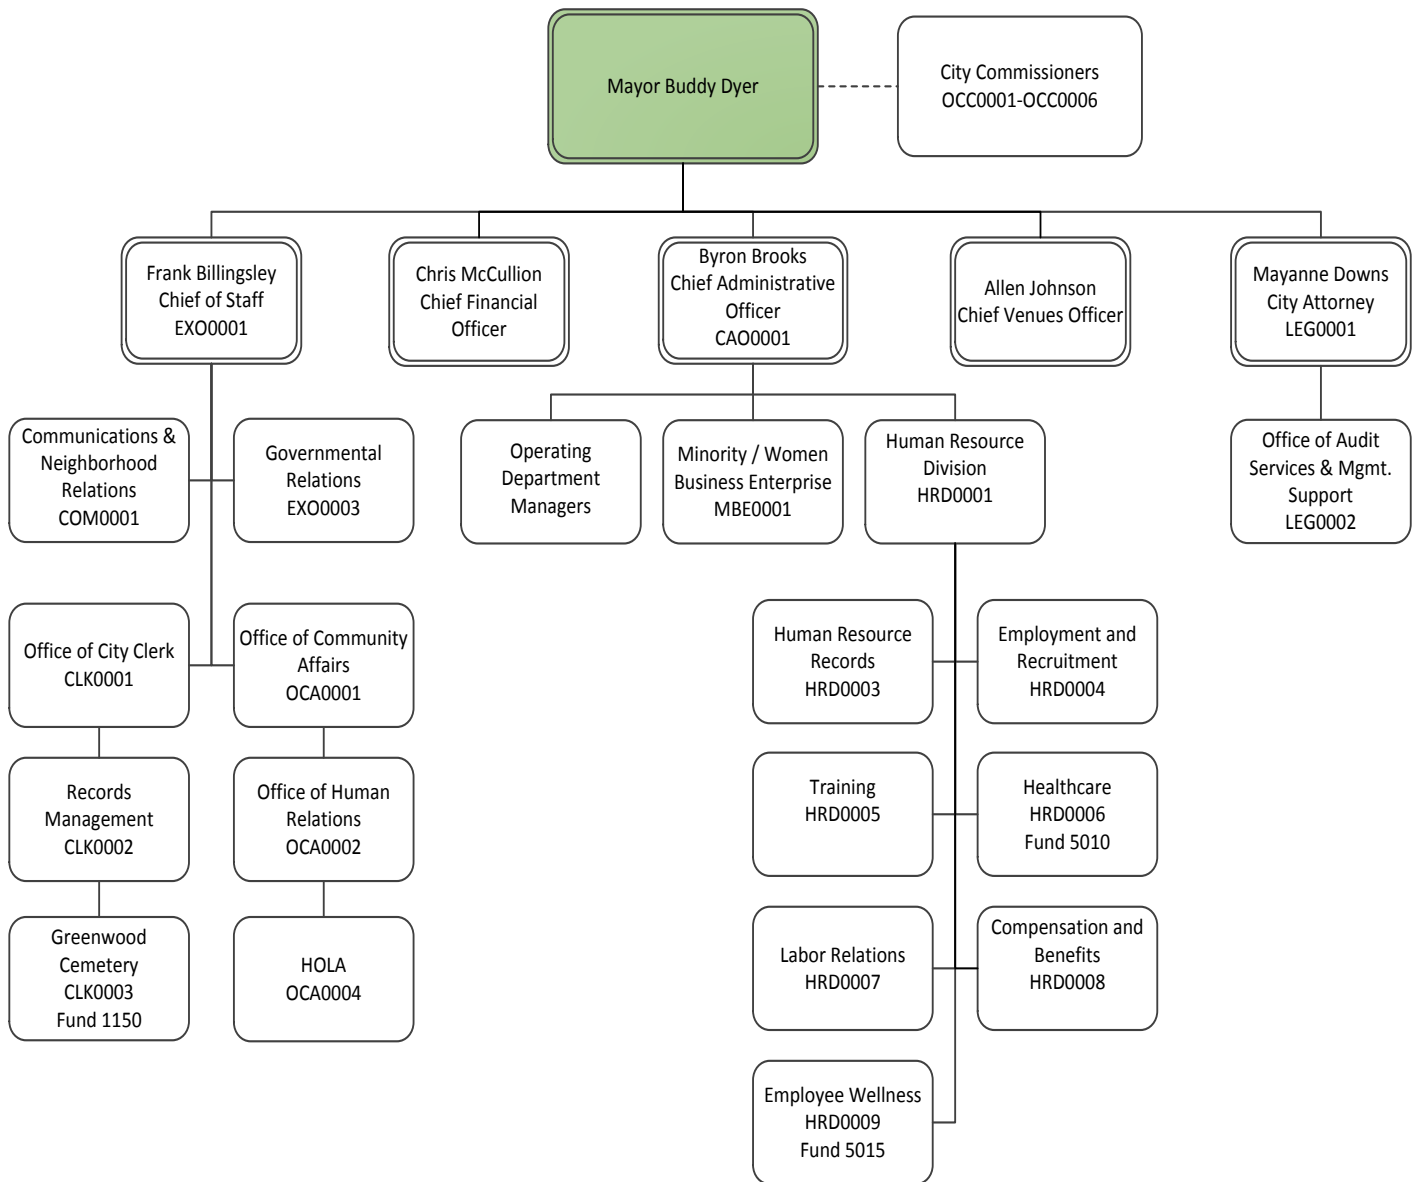 Mayor Buddy Dyer
City Commissioners
OCC0001-OCC0006
Frank Billingsley
Chief of Staff
EXO0001
Chris McCullion
Chief Financial
Officer
Byron Brooks
Chief Administrative
Officer
CAO0001
Allen Johnson
Chief Venues Officer
Mayanne Downs
City Attorney
LEG0001
Communications &
Neighborhood
Relations
COM0001
Governmental
Relations
EXO0003
Operating
Department
Managers
Minority / Women
Business Enterprise
MBE0001
Human Resource
Division
HRD0001
Office of Audit
Services & Mgmt.
Support
LEG0002
Office of City Clerk
CLK0001
Office of Community
Affairs
OCA0001
Human Resource
Records
HRD0003
Employment and
Recruitment
HRD0004
Records
Management
CLK0002
Office of Human
Relations
OCA0002
Training
HRD0005
Healthcare
HRD0006
Fund 5010
Greenwood
Cemetery
CLK0003
Fund 1150
HOLA
OCA0004
Labor Relations
HRD0007
Compensation and
Benefits
HRD0008
Employee Wellness
HRD0009
Fund 5015